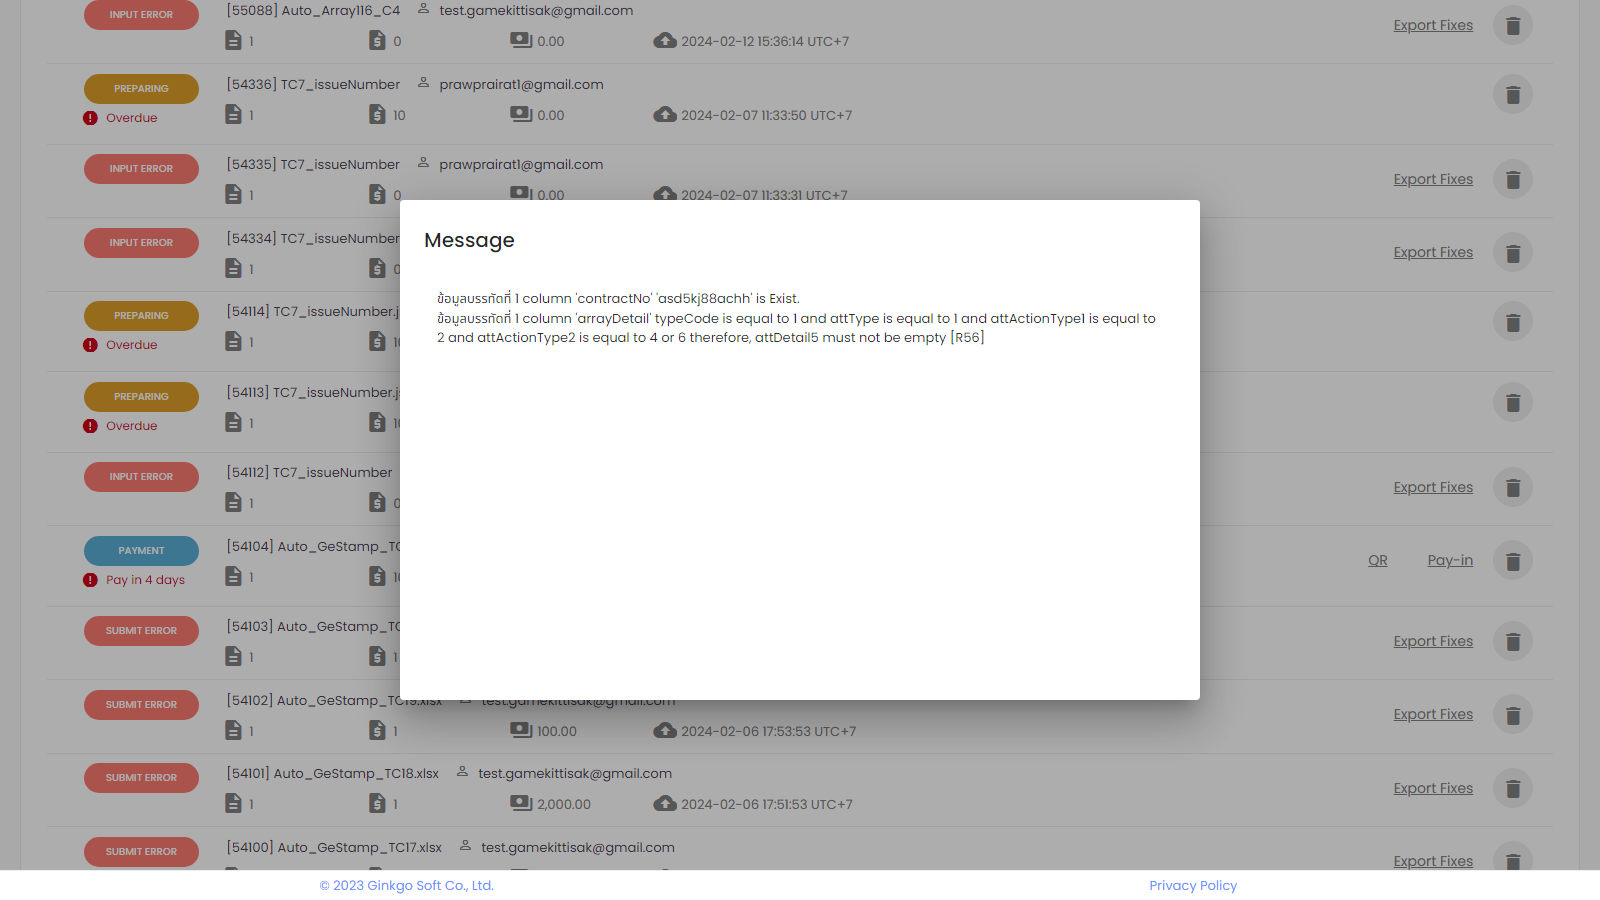 INPUT ERROR
[55088] Auto_Array116_C4 test.gamekittisak@gmail.com
1 0 0.00 2024-02-12 15:36:14 UTC+7
Export Fixes
PREPARING
Overdue
[54336] TC7_issueNumber prawprairat1@gmail.com
1 10 0.00 2024-02-07 11:33:50 UTC+7
INPUT ERROR
[54335] TC7_issueNumber prawprairat1@gmail.com
1 0 0.00 2024-02-07 11:33:31 UTC+7
Export Fixes
INPUT ERROR
[54334] TC7_issueNumber
1 0
Export Fixes
Message
ข้อมูลบรรทัดที่ 1 column 'contractNo' 'asd5kj88achh' is Exist.
ข้อมูลบรรทัดที่ 1 column 'arrayDetail' typeCode is equal to 1 and attType is equal to 1 and attActionType1 is equal to
2 and attActionType2 is equal to 4 or 6 therefore, attDetail5 must not be empty [R56]
PREPARING
Overdue
[54114] TC7_issueNumber.j
1
PREPARING
Overdue
[54113] TC7_issueNumber.j
1
INPUT ERROR
[54112] TC7_issueNumber
1 0
Export Fixes
PAYMENT
Pay in 4 days
[54104] Auto_GeStamp_TC
1
QR Pay-in
SUBMIT ERROR
[54103] Auto_GeStamp_TC
1 1
Export Fixes
SUBMIT ERROR
[54102] Auto_GeStamp_TC19.xlsx test.gamekittisak@gmail.com
1 1 100.00 2024-02-06 17:53:53 UTC+7
Export Fixes
SUBMIT ERROR
[54101] Auto_GeStamp_TC18.xlsx test.gamekittisak@gmail.com
1 1 2,000.00 2024-02-06 17:51:53 UTC+7
Export Fixes
SUBMIT ERROR
[54100] Auto_GeStamp_TC17.xlsx test.gamekittisak@gmail.com
Export Fixes
© 2023 Ginkgo Soft Co., Ltd.
Privacy Policy